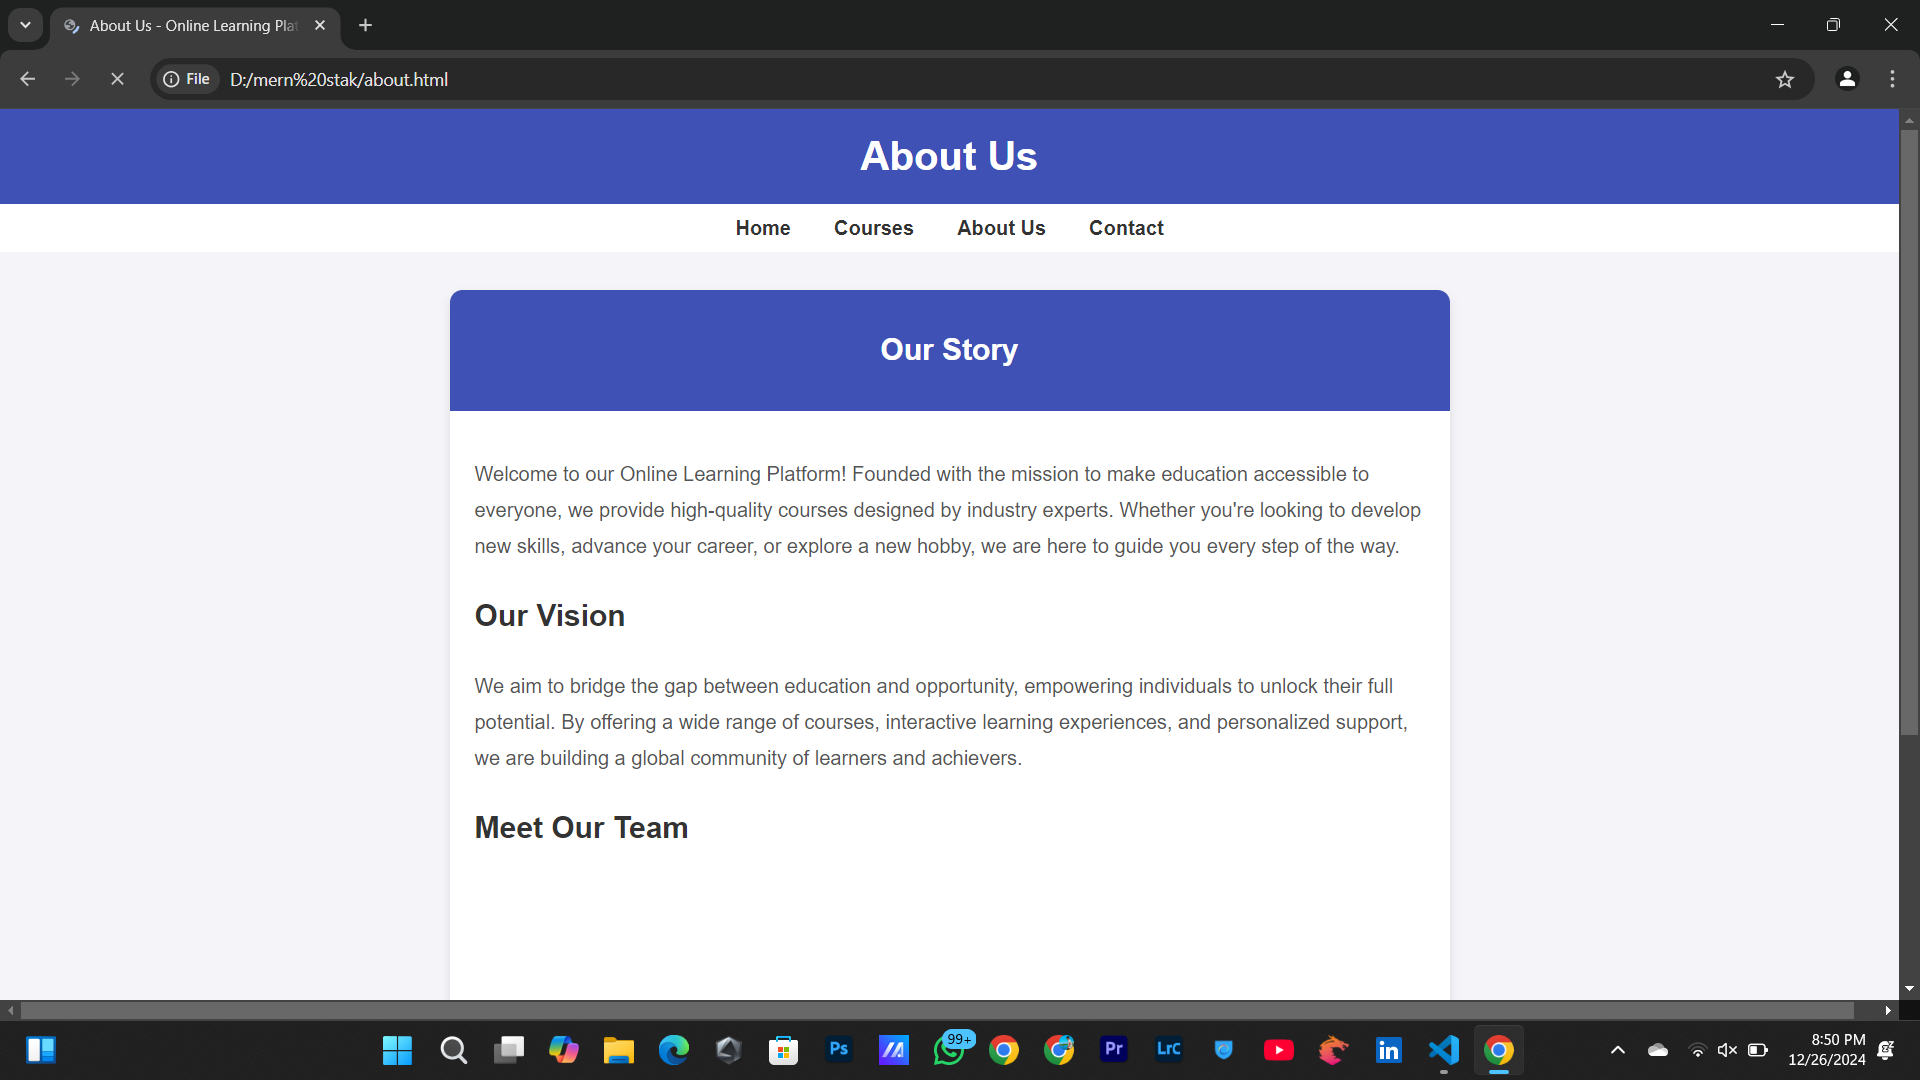 About Us - Online Learning Plat
File
D:/mern%20stak/about.html
About Us
Home Courses About Us Contact
Our Story
Welcome to our Online Learning Platform! Founded with the mission to make education accessible to
everyone, we provide high-quality courses designed by industry experts. Whether you're looking to develop
new skills, advance your career, or explore a new hobby, we are here to guide you every step of the way.
Our Vision
We aim to bridge the gap between education and opportunity, empowering individuals to unlock their full
potential. By offering a wide range of courses, interactive learning experiences, and personalized support,
we are building a global community of learners and achievers.
Meet Our Team
Ps
99+
Pr
LrC
in
8:50 PM
12/26/2024